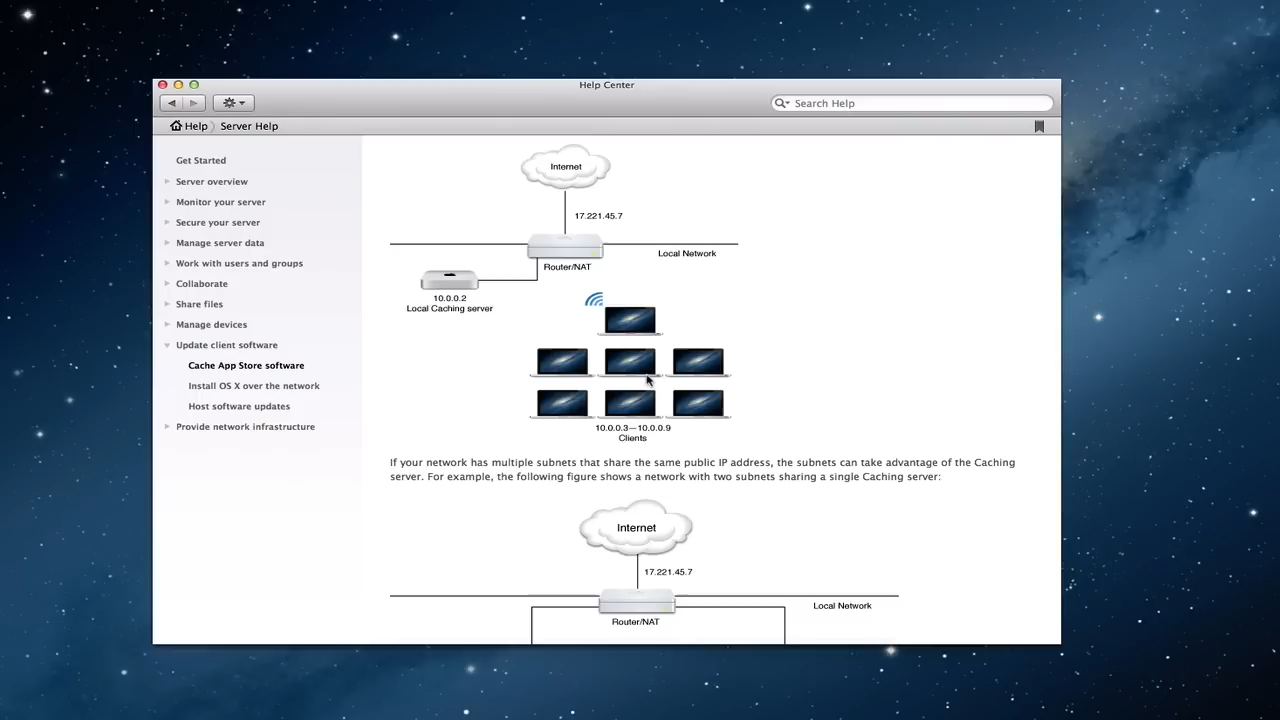 Help Center
Search Help
Help
Server Help
Get Started
Server overview
Monitor your server
Secure your server
Manage server data
Work with users and groups
Collaborate
Share files
Manage devices
Update client software
Cache App Store software
Install OS X over the network
Host software updates
Provide network infrastructure
Internet
17.221.45.7
Local Network
Router/NAT
10.0.0.2
Local Caching server
10.0.0.3—10.0.0.9
Clients
If your network has multiple subnets that share the same public IP address, the subnets can take advantage of the Caching
server. For example, the following figure shows a network with two subnets sharing a single Caching server:
Internet
17.221.45.7
Local Network
Router/NAT